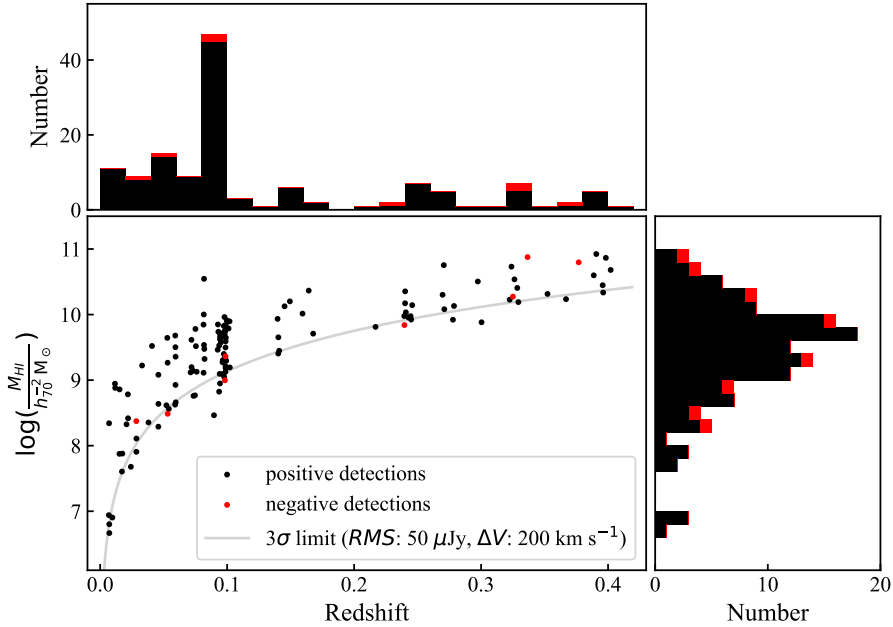 Number
40
20
0
11
10
9
8
7
log(M_HI / h_70^−2 M_⊙)
positive detections
negative detections
3σ limit (RMS: 50 μJy, ΔV: 200 km s^−1)
0.0 0.1 0.2 0.3 0.4
Redshift
0 10 20
Number